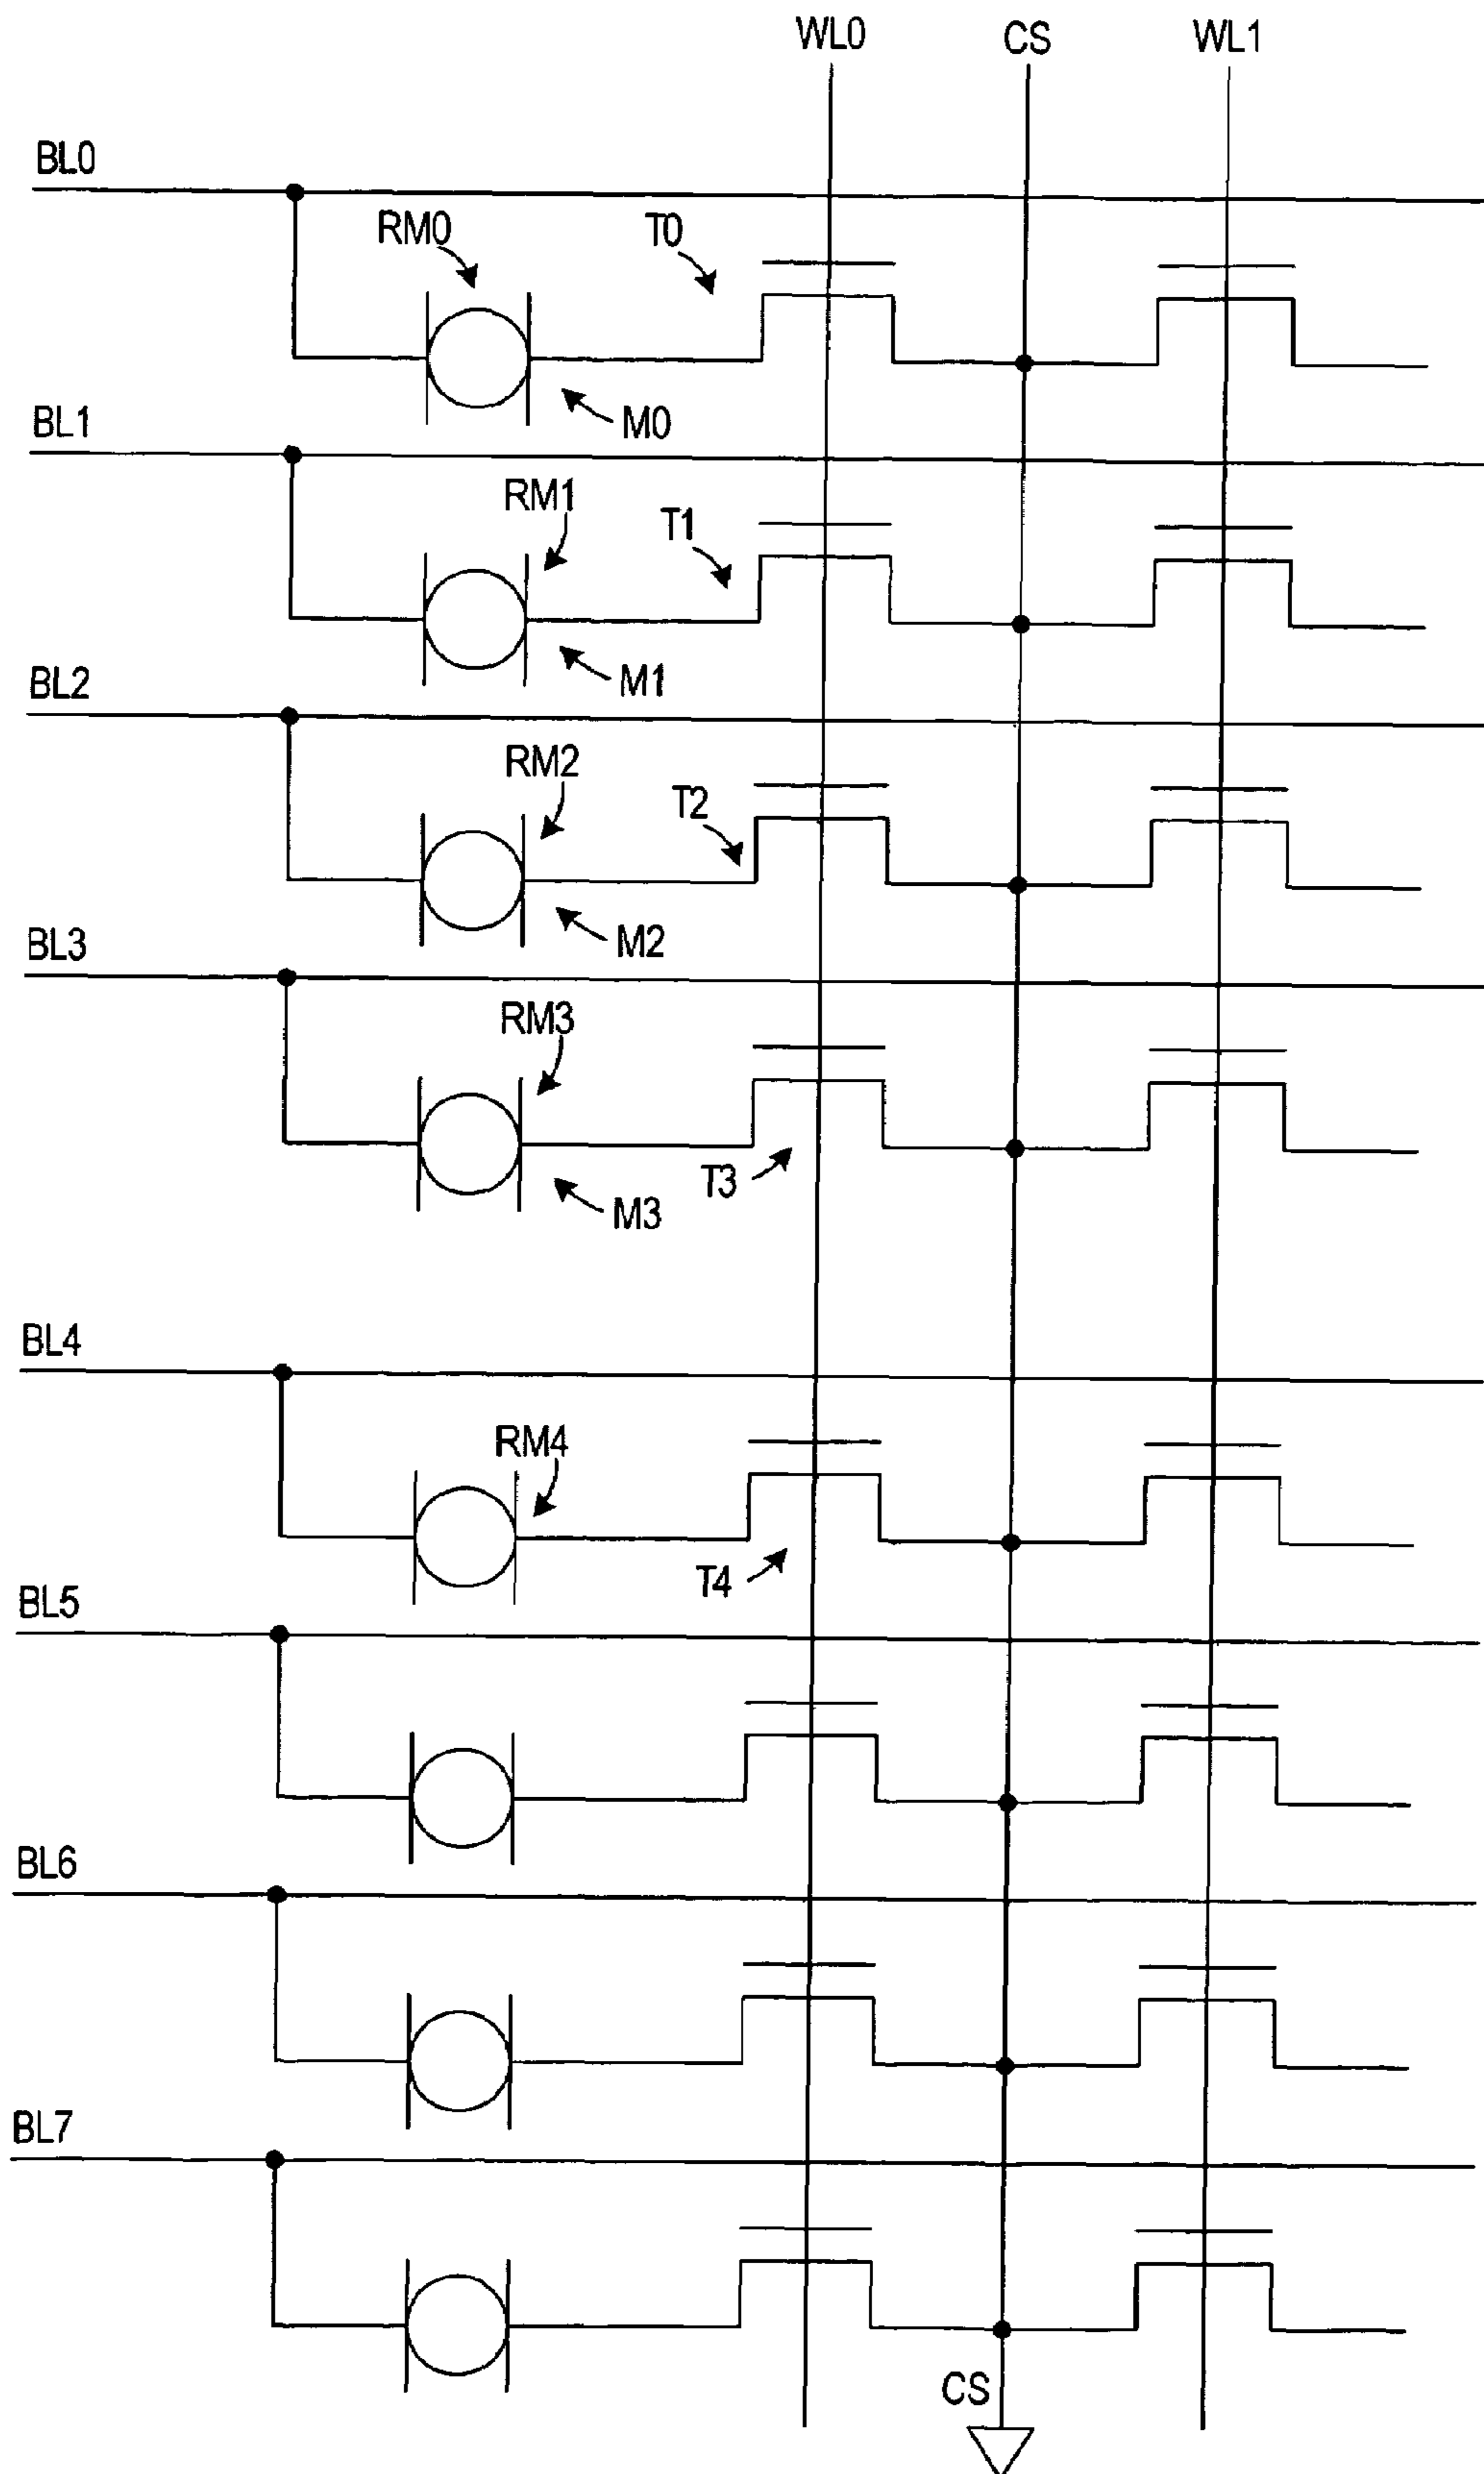 WL0 CS WL1
BL0
RM0 T0
M0
BL1
RM1 T1
M1
BL2
RM2 T2
M2
BL3
RM3
T3
M3
BL4
RM4
T4
BL5
BL6
BL7
CS